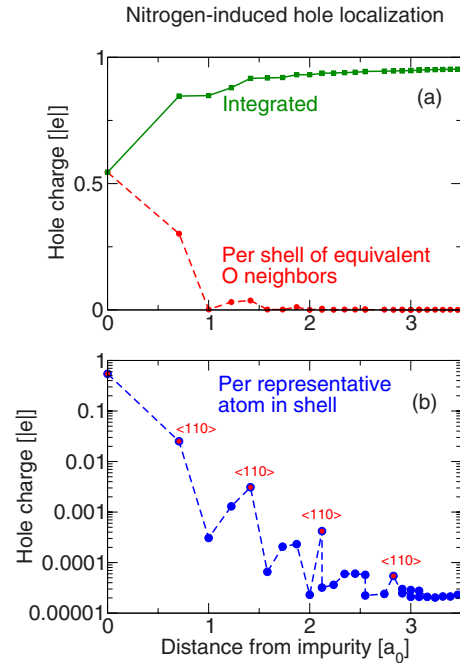 Nitrogen-induced hole localization
1
(a)
Integrated
Hole charge [|e|]
0.5
Per shell of equivalent
O neighbors
0
0 1 2 3
1
Per representative
atom in shell
(b)
0.1
<110>
<110>
0.01
Hole charge [|e|]
0.001
<110>
<110>
0.0001
0.00001
0 1 2 3
Distance from impurity [a₀]